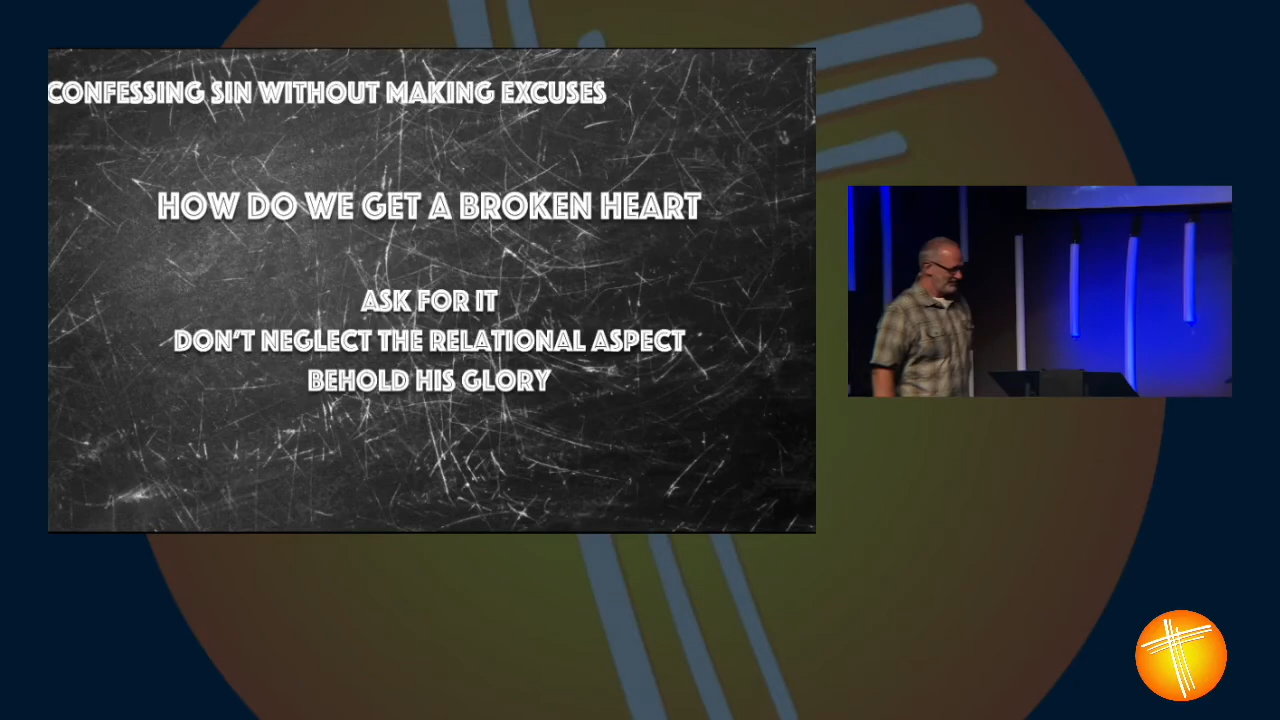 CONFESSING SIN WITHOUT MAKING EXCUSES
HOW DO WE GET A BROKEN HEART
ASK FOR IT
DON'T NEGLECT THE RELATIONAL ASPECT
BEHOLD HIS GLORY